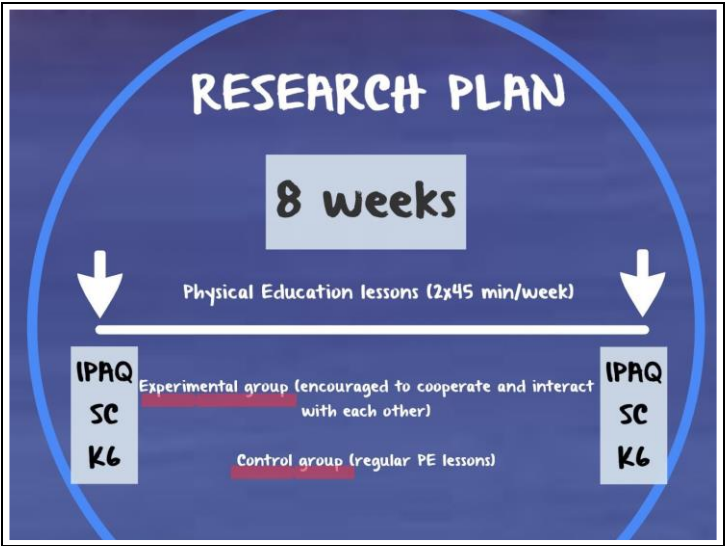 RESEARCH PLAN
8 weeks
Physical Education lessons (2x45 min/week)
IPAQ
SC
K6
Experimental group (encouraged to cooperate and interact
with each other)
Control group (regular PE lessons)
IPAQ
SC
K6